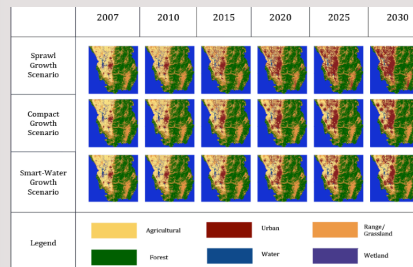 2007 2010 2015 2020 2025 2030
Sprawl
Growth
Scenario
Compact
Growth
Scenario
Smart-Water
Growth
Scenario
Legend
Agricultural Urban Range/
Grassland
Forest Water Wetland